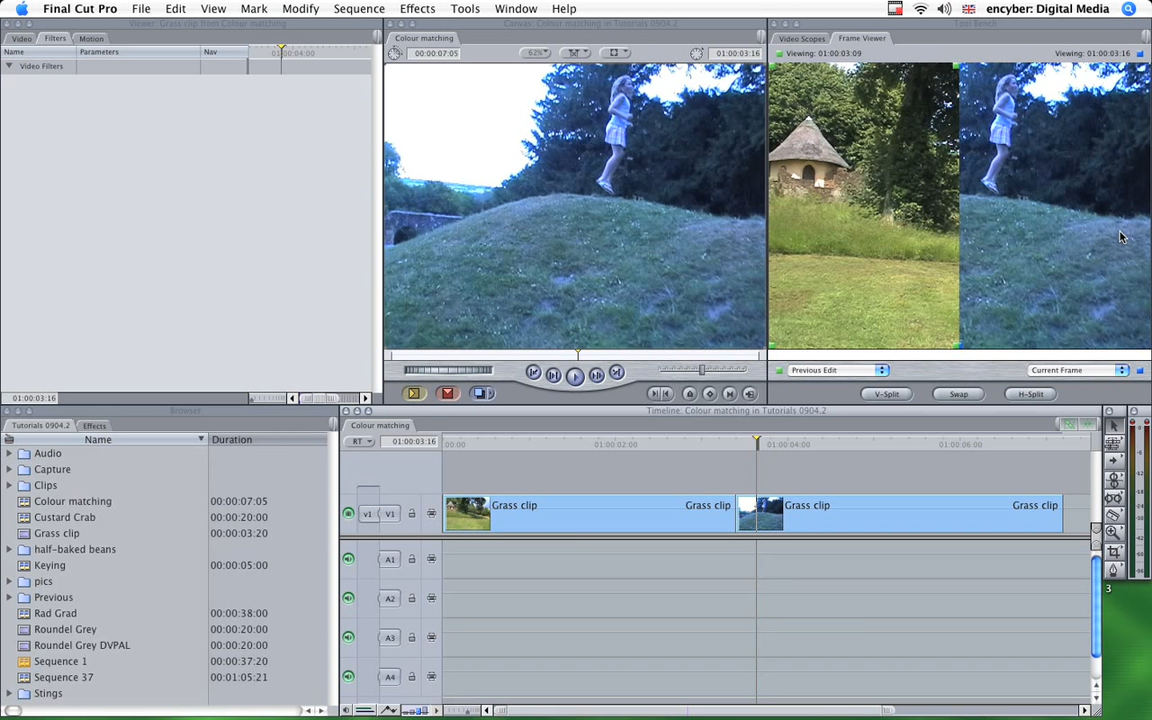 Final Cut Pro File Edit View Mark Modify Sequence Effects Tools Window Help encyber: Digital Media
Viewer: Grass clip from Colour matching
Video Filters Motion
Name Parameters Nav 01:00:04:00
Video Filters
01:00:03:16
Canvas: Colour matching in Tutorials 0904.2
Colour matching
00:00:07:05 62% 01:00:03:16
Tool Bench
Video Scopes Frame Viewer
Viewing: 01:00:03:09 Viewing: 01:00:03:16
Previous Edit Current Frame
V-Split Swap H-Split
Browser
Tutorials 0904.2 Effects
Name Duration
Audio
Capture
Clips
Colour matching 00:00:07:05
Custard Crab 00:00:20:00
Grass clip 00:00:03:20
half-baked beans
Keying 00:00:05:00
pics
Previous
Rad Grad 00:00:38:00
Roundel Grey 00:00:20:00
Roundel Grey DVPAL 00:00:20:00
Sequence 1 00:00:37:20
Sequence 37 00:01:05:21
Stings
Timeline: Colour matching in Tutorials 0904.2
Colour matching
RT 01:00:03:16 00:00 01:00:02:00 01:00:04:00 01:00:06:00
v1 V1 Grass clip Grass clip Grass clip Grass clip
A1
A2
A3
A4
3